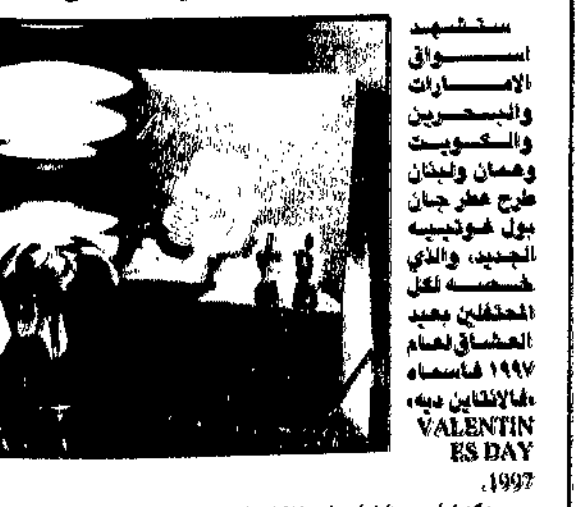 ستشهد
اسواق
الامارات
والبحرين
والكويت
وعمان ولبنان
طرح عطر جان
بول غوتييه
الجديد، والذي
خصصه لكل
المحتفلين بعيد
العشاق لعام
١٩٩٧ فاسماه
«فالانتاين ديه»
VALENTIN
ES DAY
.1997